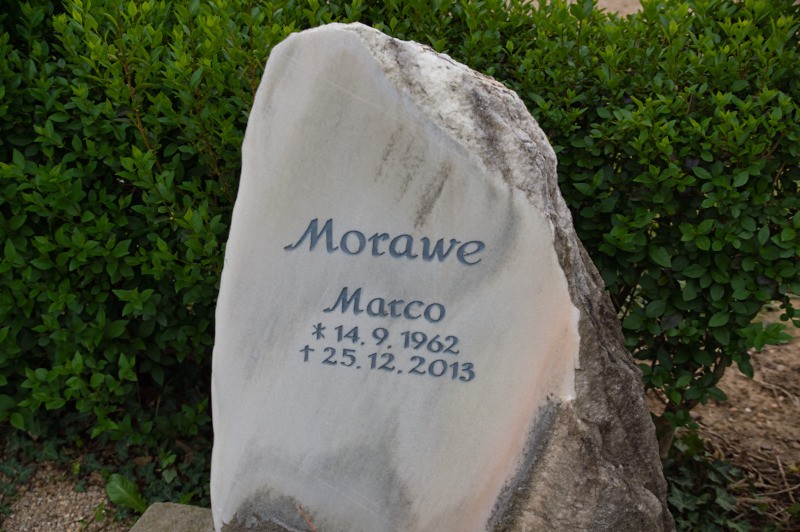 Morawe
Marco
* 14. 9. 1962
† 25. 12. 2013